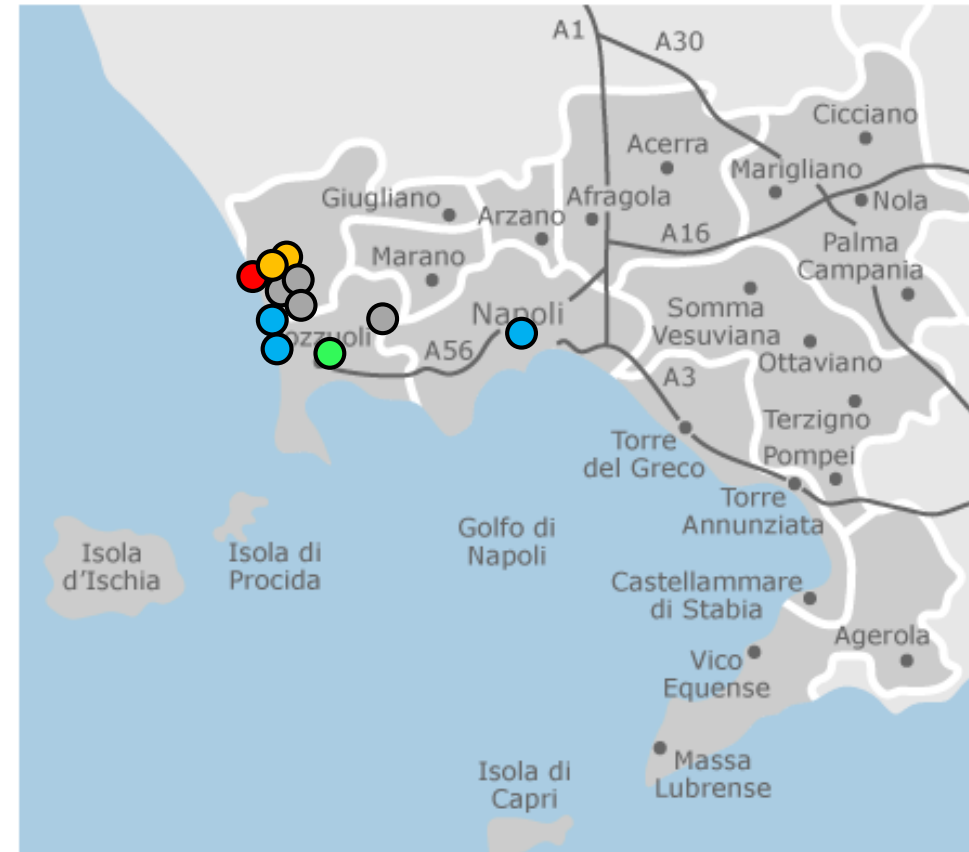 A1
A30
Cicciano
Acerra
Marigliano
Giugliano
Afragola
Nola
Arzano
A16
Palma
Campania
Marano
Napoli
Somma
Vesuviana
ozzuoli
A56
Ottaviano
A3
Terzigno
Torre
del Greco
Pompei
Torre
Annunziata
Golfo di
Napoli
Isola
d'Ischia
Isola di
Procida
Castellammare
di Stabia
Agerola
Vico
Equense
Massa
Lubrense
Isola di
Capri